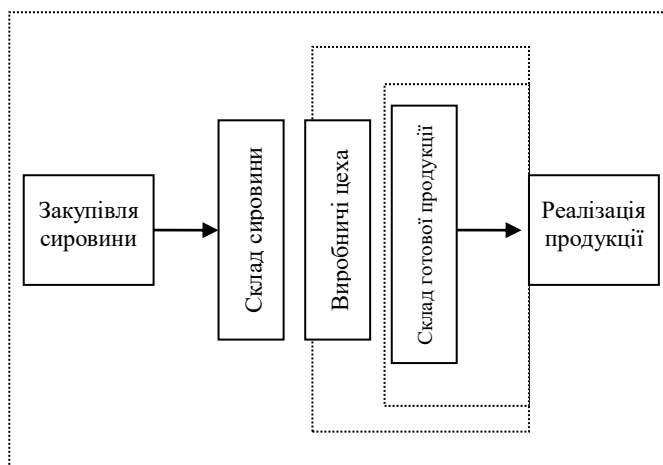 Закупівля
сировини
Склад сировини
Виробничі цеха
Склад готової продукції
Реалізація
продукції